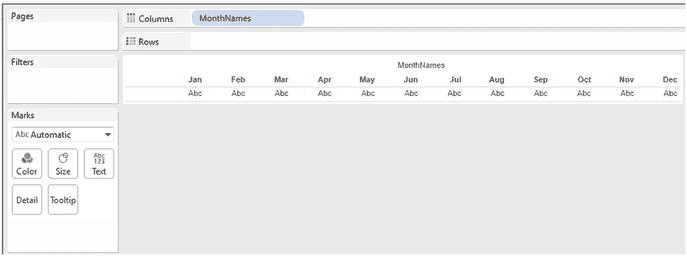 Pages
Columns MonthNames
Rows
Filters
MonthNames
Jan Feb Mar Apr May Jun Jul Aug Sep Oct Nov Dec
Abc Abc Abc Abc Abc Abc Abc Abc Abc Abc Abc Abc
Marks
Abc Automatic
Abc
123
Color Size Text
Detail Tooltip